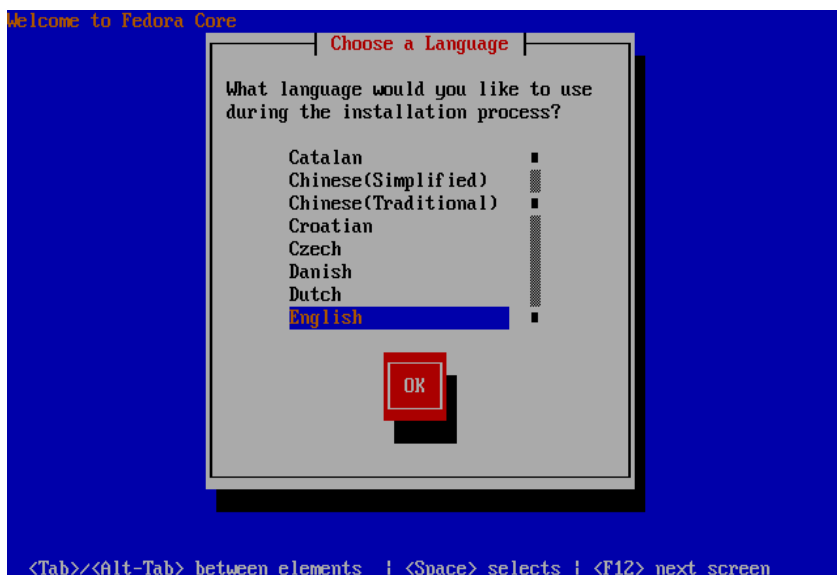 Welcome to Fedora Core
Choose a Language
What language would you like to use
during the installation process?
Catalan
Chinese(Simplified)
Chinese(Traditional)
Croatian
Czech
Danish
Dutch
English
OK
<Tab>/<Alt-Tab> between elements | <Space> selects | <F12> next screen